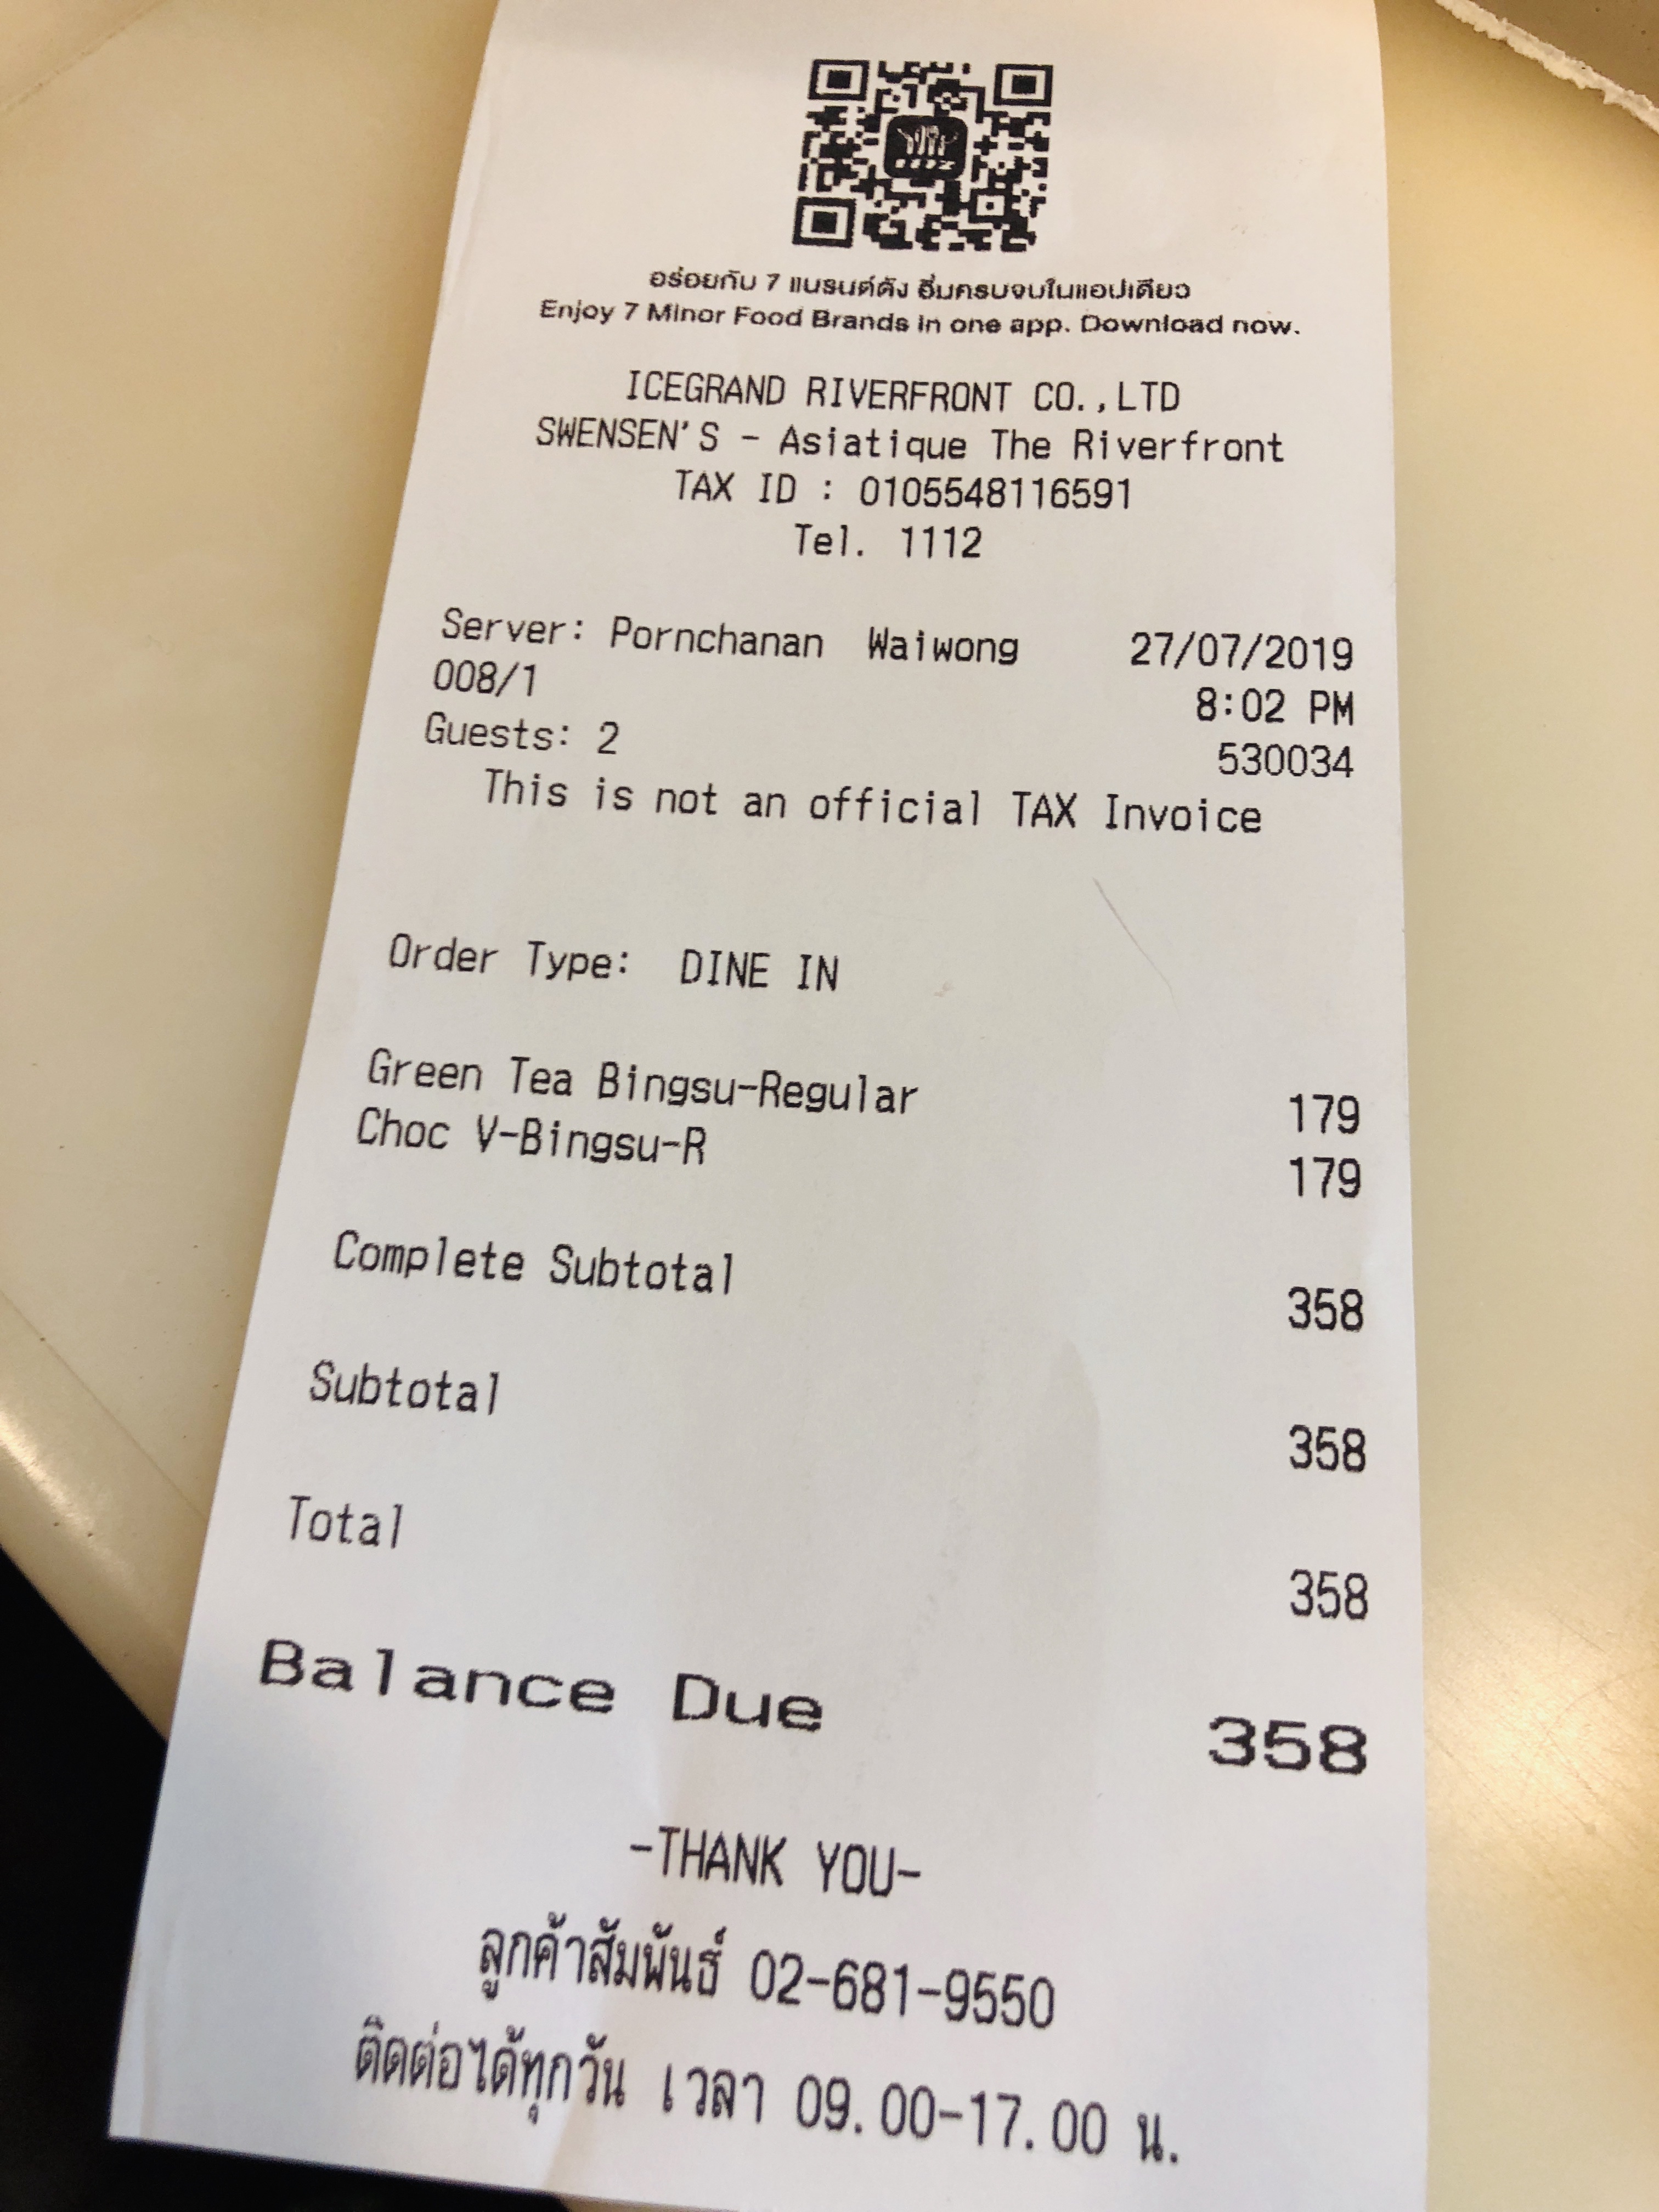 อร่อยกับ 7 แบรนด์ดัง อิ่มครบจบในแอปเดียว
Enjoy 7 Minor Food Brands in one app. Download now.
ICEGRAND RIVERFRONT CO.,LTD
SWENSEN'S - Asiatique The Riverfront
TAX ID : 0105548116591
Tel. 1112
Server: Pornchanan Waiwong 27/07/2019
008/1 8:02 PM
Guests: 2 530034
This is not an official TAX Invoice
Order Type: DINE IN
Green Tea Bingsu-Regular 179
Choc V-Bingsu-R 179
Complete Subtotal 358
Subtotal 358
Total 358
Balance Due 358
-THANK YOU-
ลูกค้าสัมพันธ์ 02-681-9550
ติดต่อได้ทุกวัน เวลา 09.00-17.00 น.